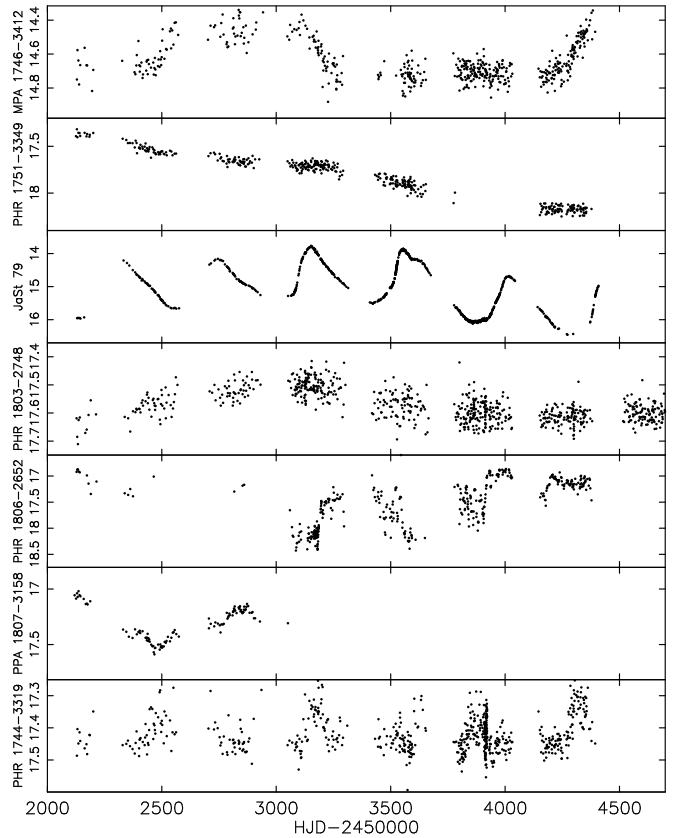 MPA 1746-3412
14.4
14.6
14.8
PHR 1751-3349
17.5
18
JaSt 79
14
15
16
PHR 1803-2748
17.4
17.5
17.6
17.7
PHR 1806-2652
17
17.5
18
18.5
PPA 1807-3158
17
17.5
PHR 1744-3319
17.3
17.4
17.5
2000 2500 3000 3500 4000 4500
HJD-2450000